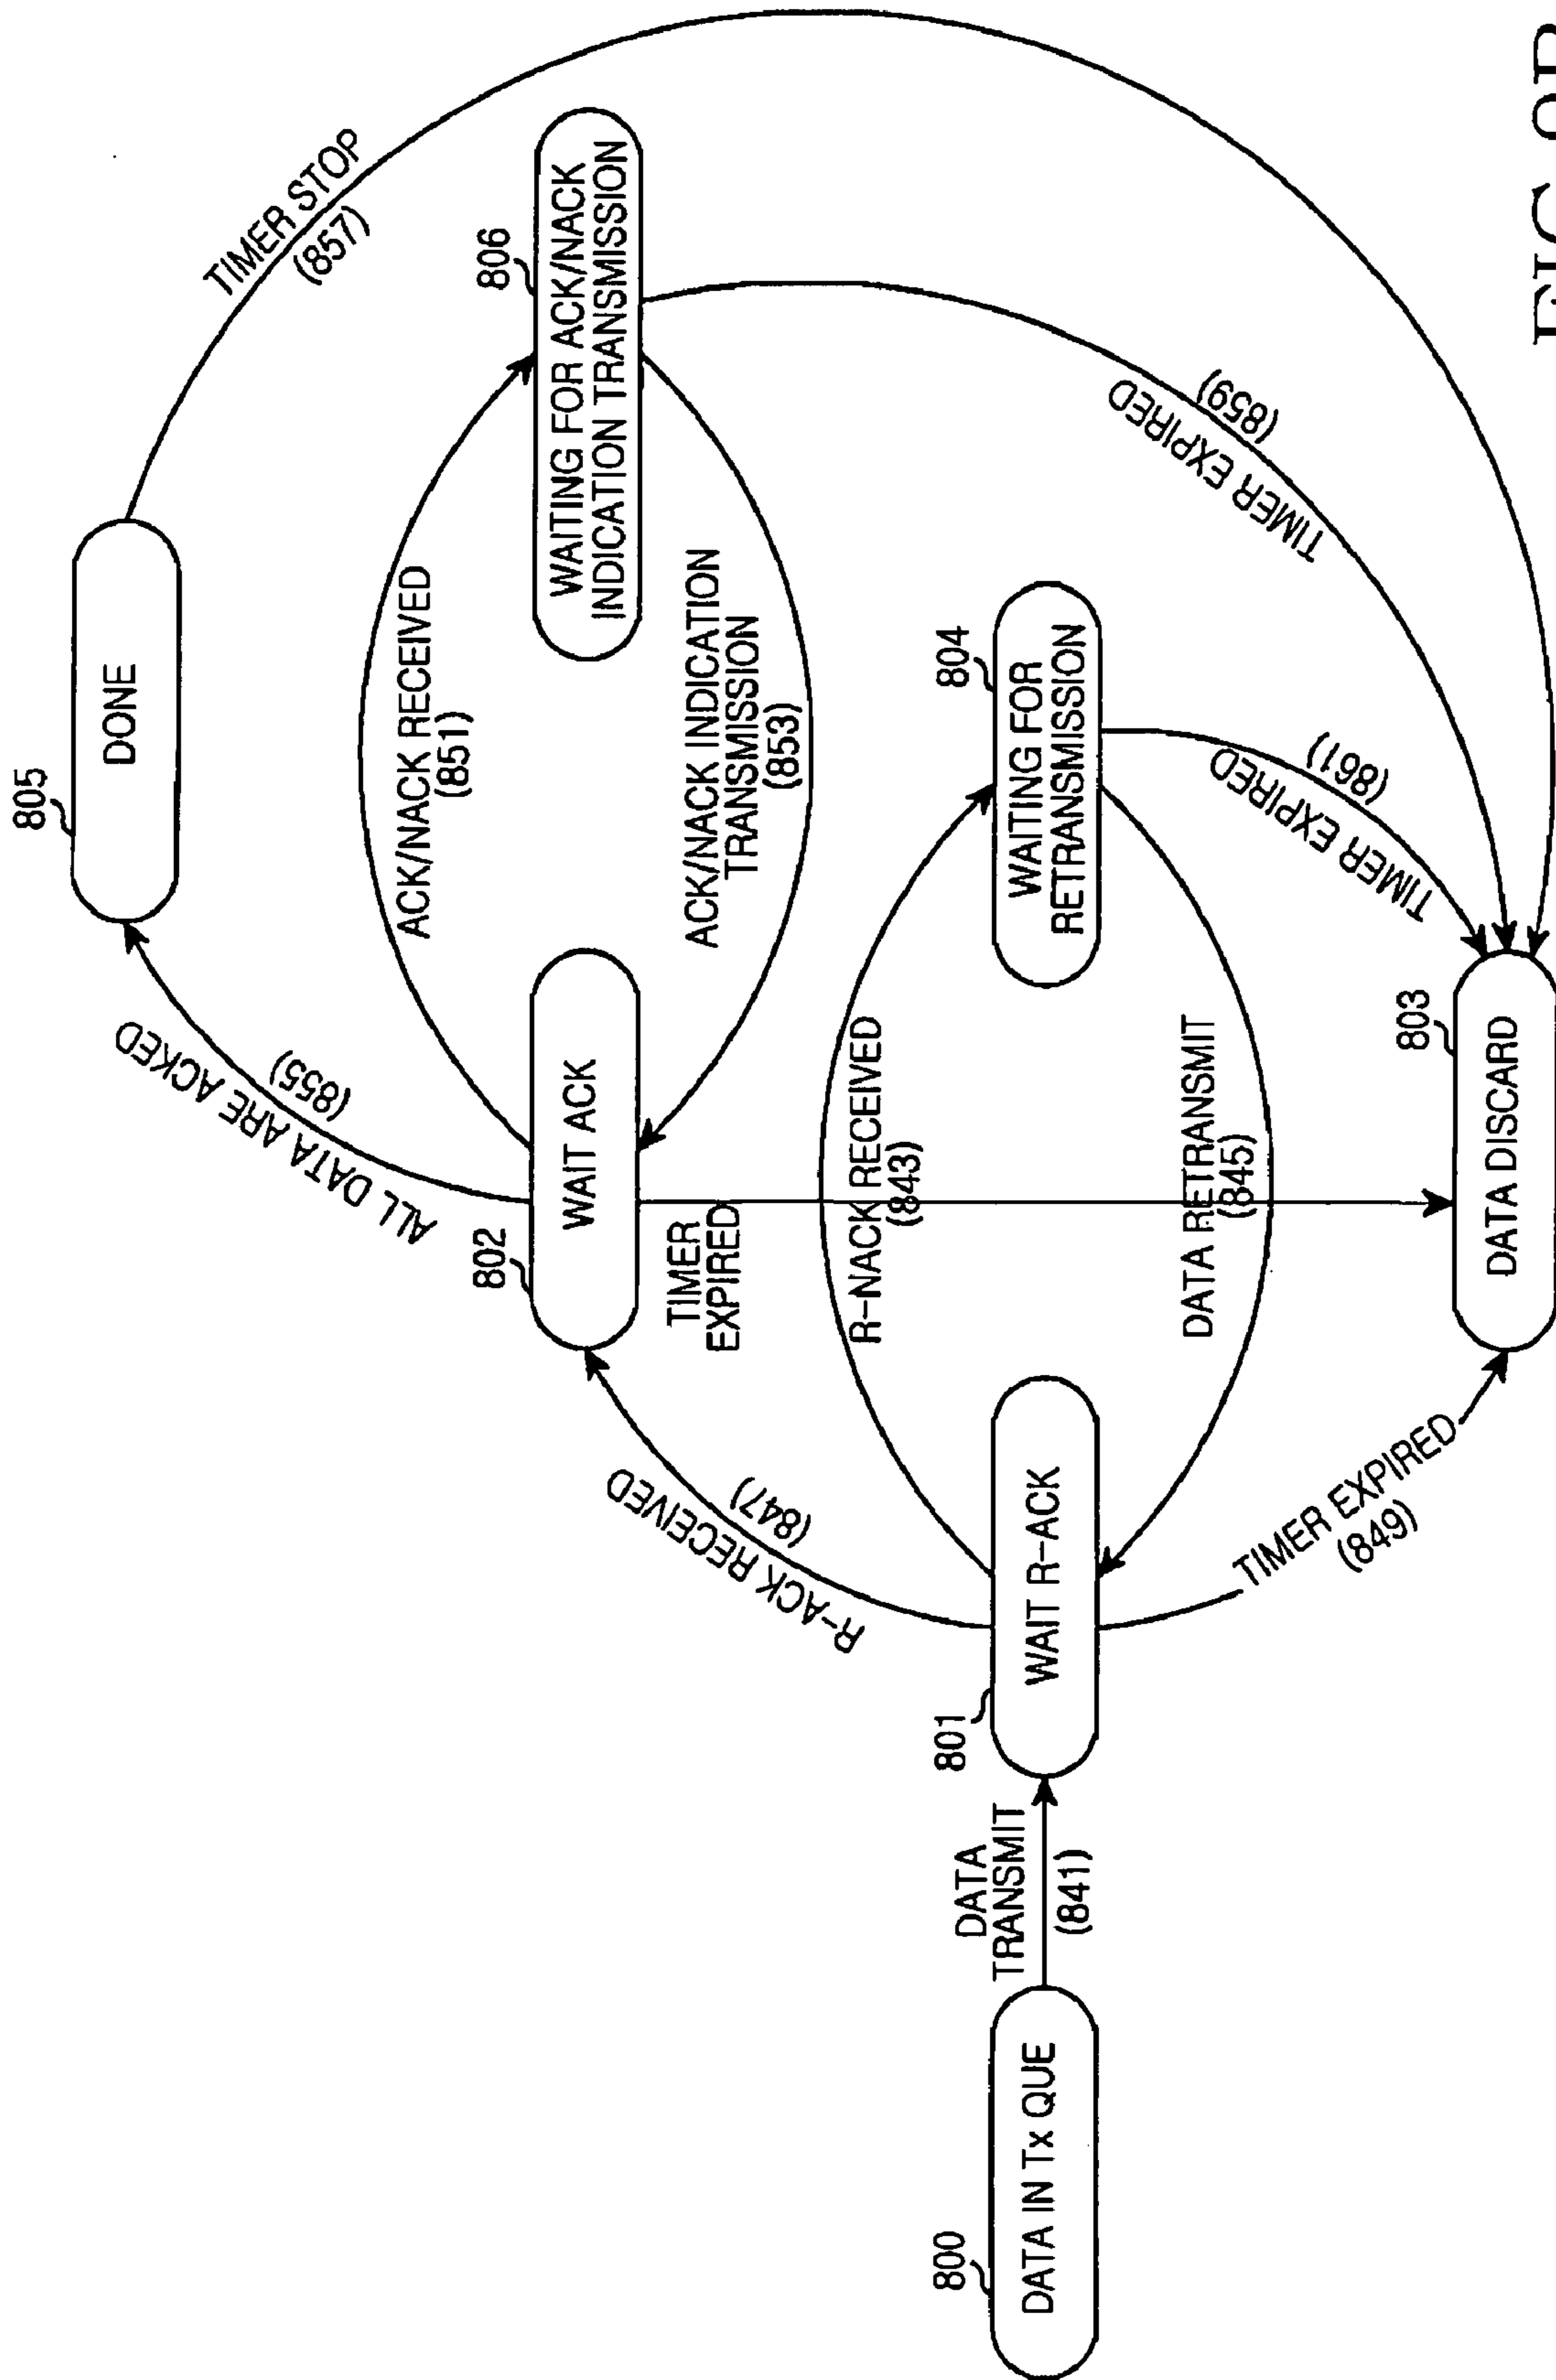 805
DONE
TIMER STOP
(857)
ALL DATA ARE ACKED
(855)
ACK/NACK RECEIVED
(851)
802
WAIT ACK
806
WAITING FOR ACK/NACK
INDICATION TRANSMISSION
ACK/NACK INDICATION
TRANSMISSION
(853)
TIMER
EXPIRED
R-ACK RECEIVED
(847)
R-NACK RECEIVED
(843)
800
DATA IN Tx QUE
DATA
TRANSMIT
(841)
801
WAIT R-ACK
804
WAITING FOR
RETRANSMISSION
DATA RETRANSMIT
(845)
TIMER EXPIRED
(859)
TIMER EXPIRED
(861)
TIMER EXPIRED
(849)
803
DATA DISCARD